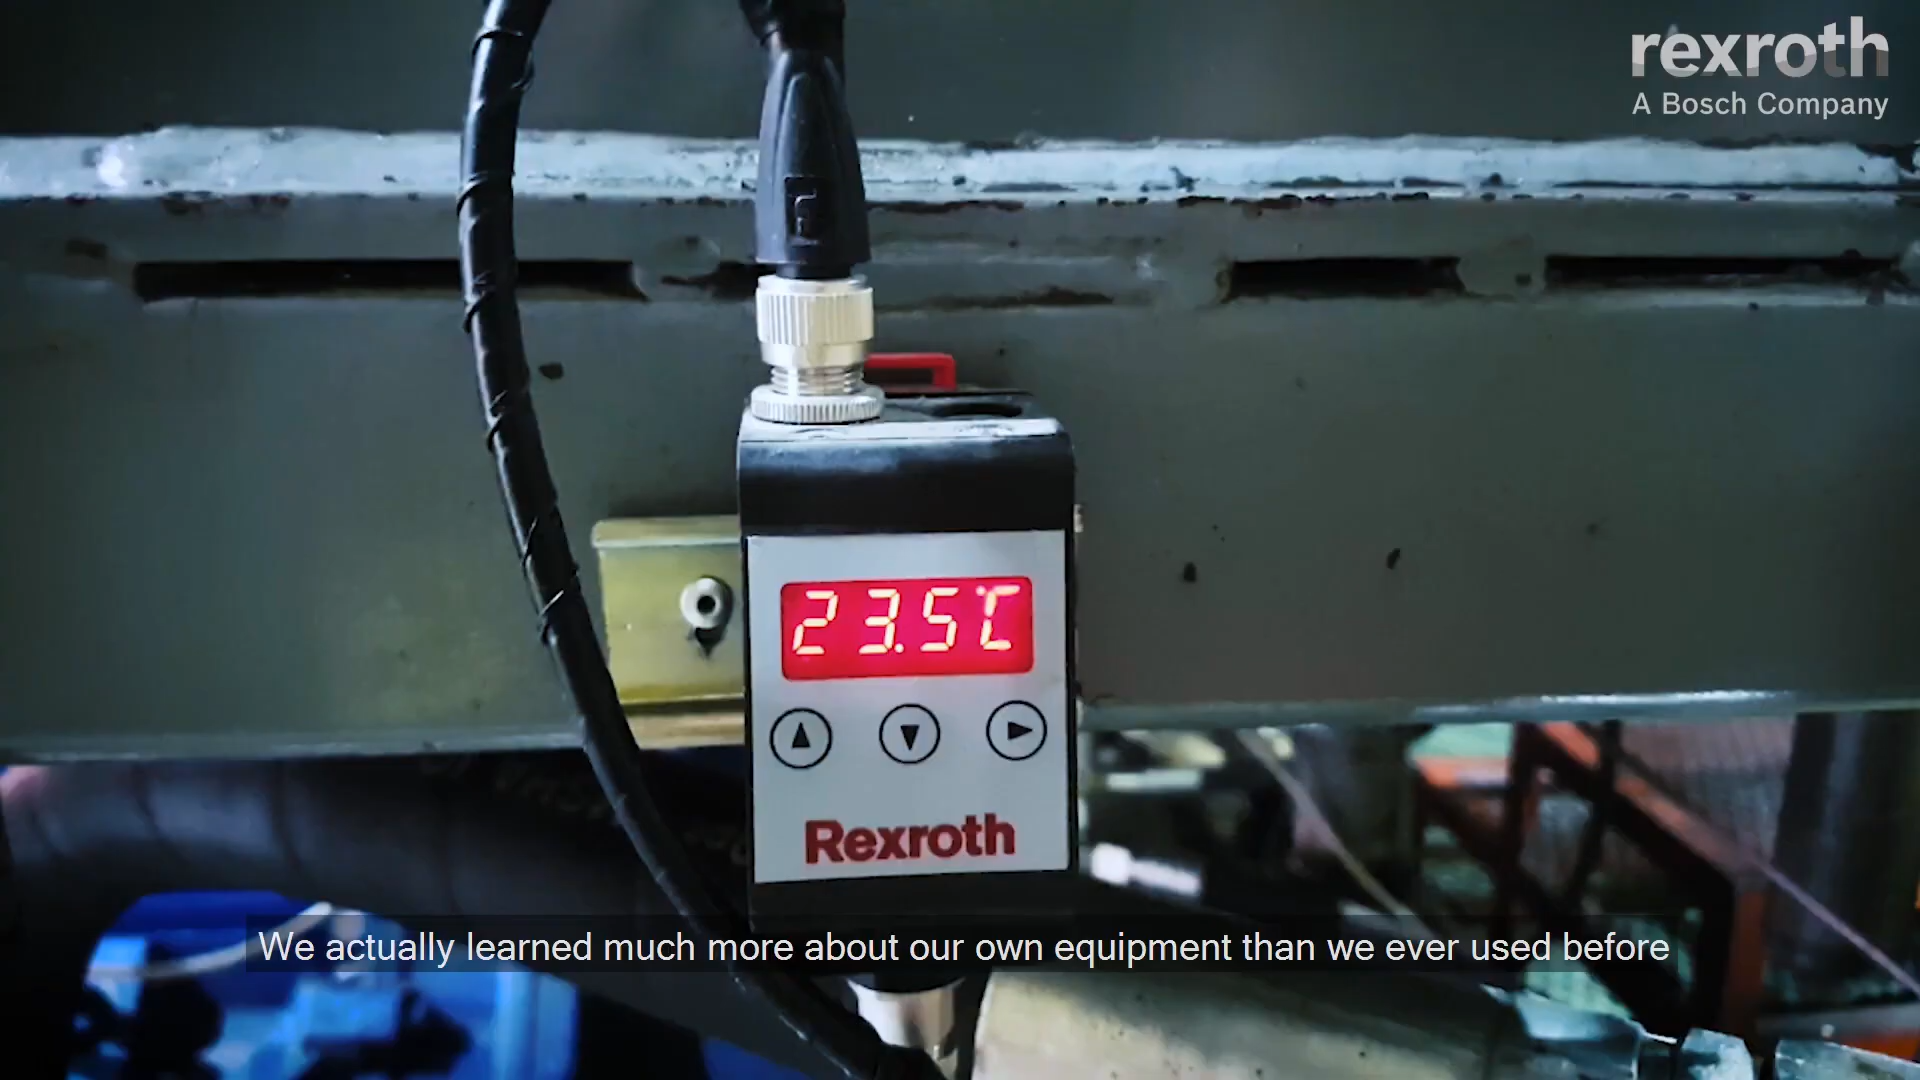 rexroth
A Bosch Company
23.5°C
Rexroth
We actually learned much more about our own equipment than we ever used before